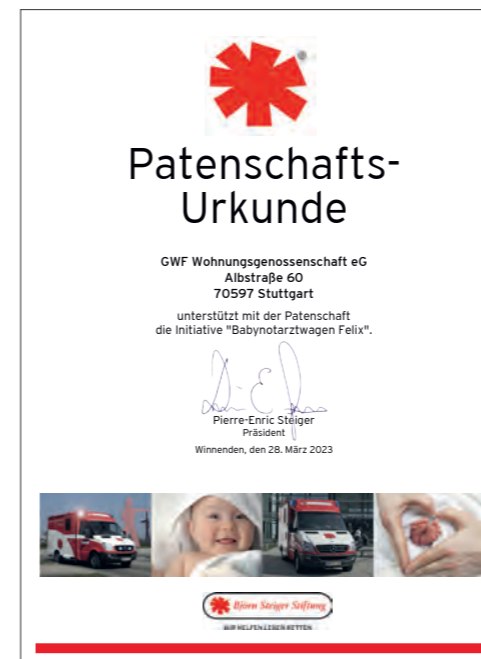 Patenschafts-
Urkunde
GWF Wohnungsgenossenschaft eG
Albstraße 60
70597 Stuttgart
unterstützt mit der Patenschaft
die Initiative "Babynotarztwagen Felix".
Pierre-Enric Steiger
Präsident
Winnenden, den 28. März 2023
Björn Steiger Stiftung
NUR HELFEN LEBEN RETTEN